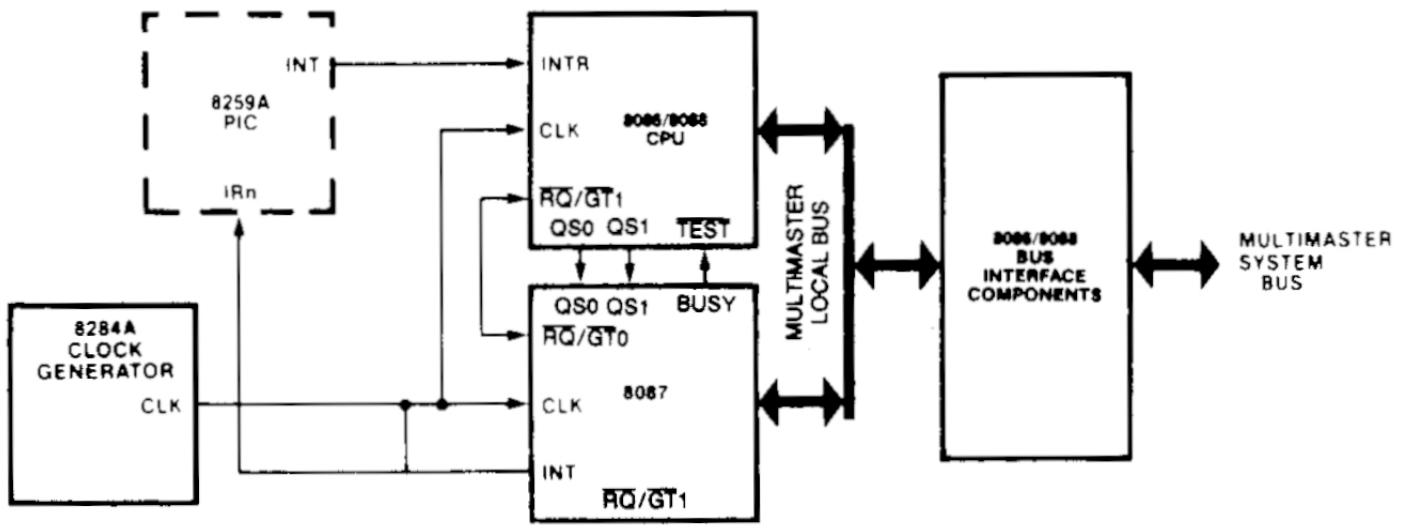 INT
8259A
PIC
IRn
INTR
CLK
8086/8088
CPU
RQ/GT1
QS0 QS1 TEST
QS0 QS1 BUSY
RQ/GT0
8087
CLK
INT
RQ/GT1
8284A
CLOCK
GENERATOR
CLK
MULTIMASTER
LOCAL BUS
8086/8088
BUS
INTERFACE
COMPONENTS
MULTIMASTER
SYSTEM
BUS